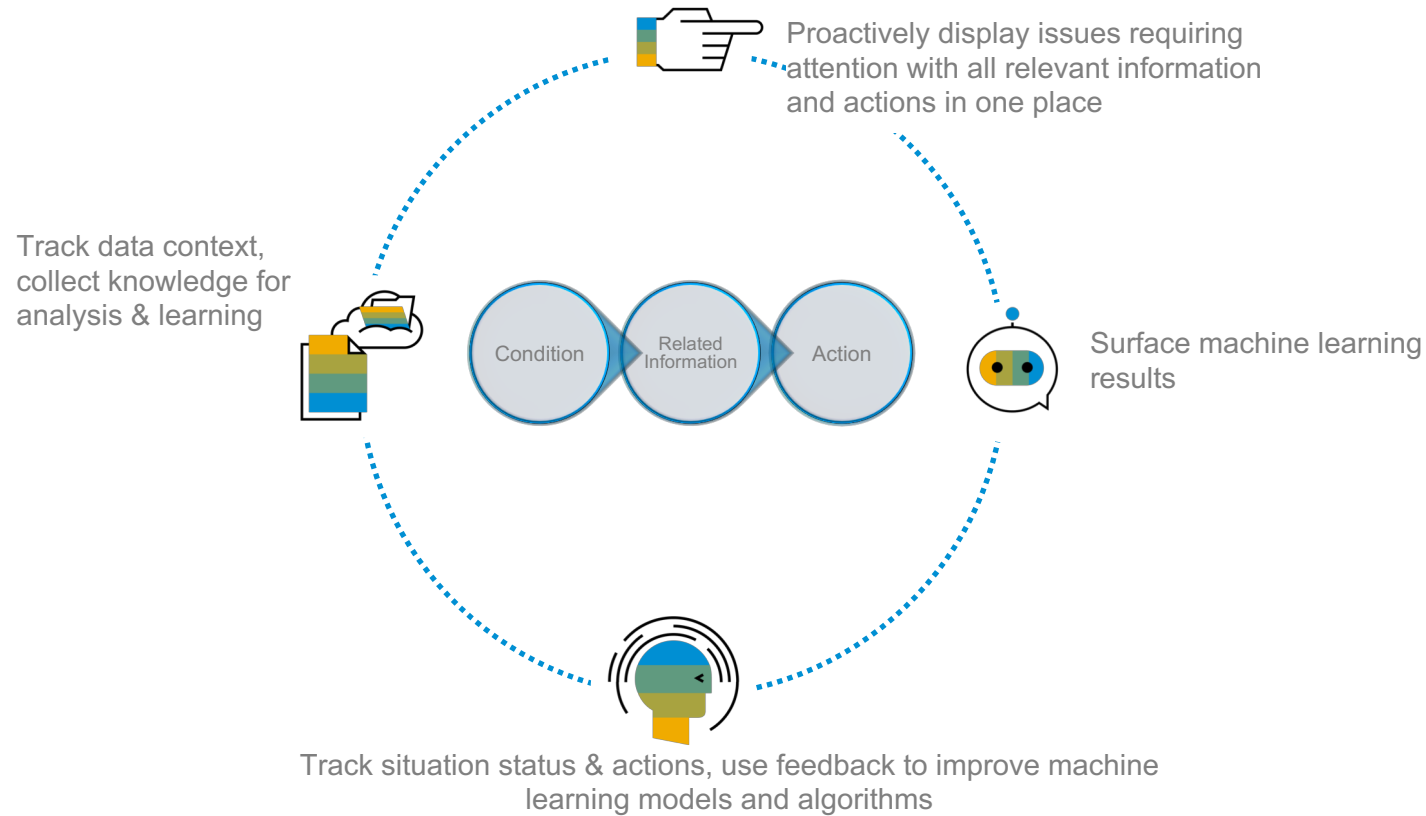 Proactively display issues requiring
attention with all relevant information
and actions in one place
Track data context,
collect knowledge for
analysis & learning
Condition
Related
Information
Action
Surface machine learning
results
Track situation status & actions, use feedback to improve machine
learning models and algorithms